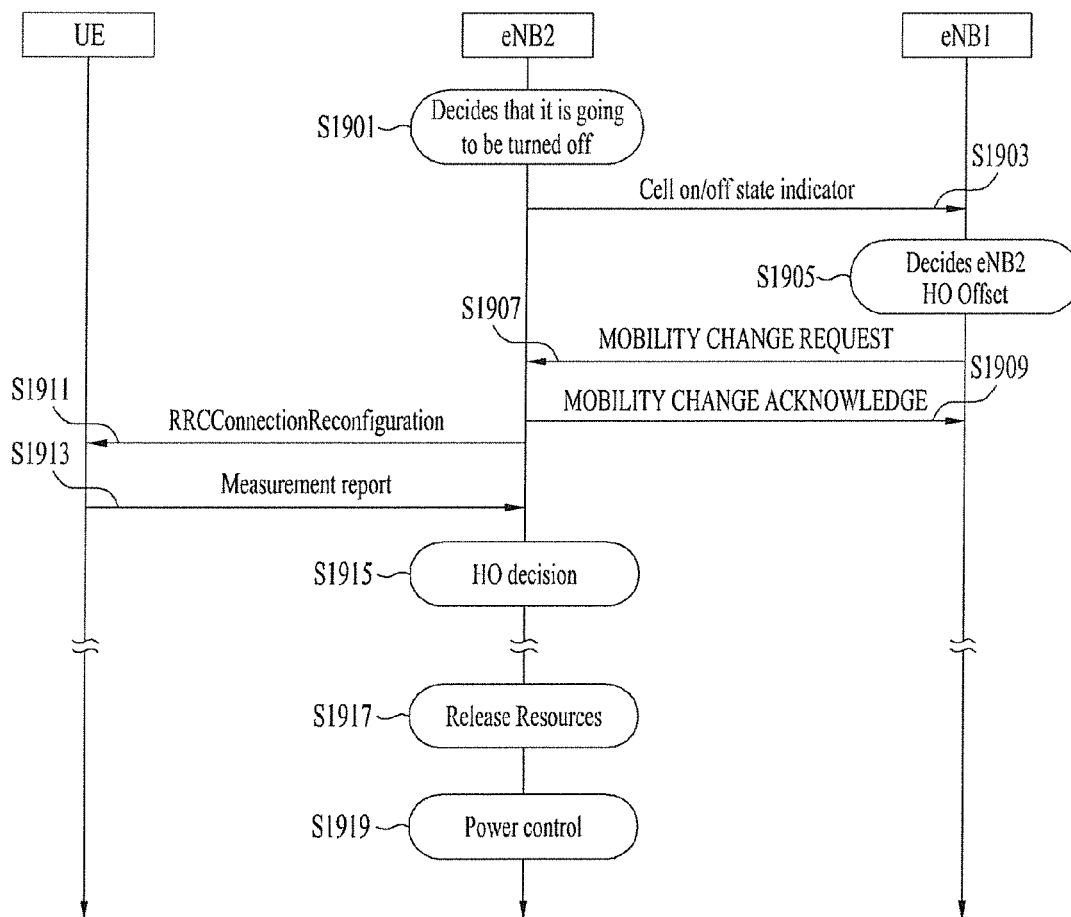 UE
eNB2
eNB1
S1901
Decides that it is going
to be turned off
S1903
Cell on/off state indicator
S1905
Decides eNB2
HO Offset
S1907
MOBILITY CHANGE REQUEST
S1909
MOBILITY CHANGE ACKNOWLEDGE
S1911
RRCConnectionReconfiguration
S1913
Measurement report
S1915
HO decision
S1917
Release Resources
S1919
Power control